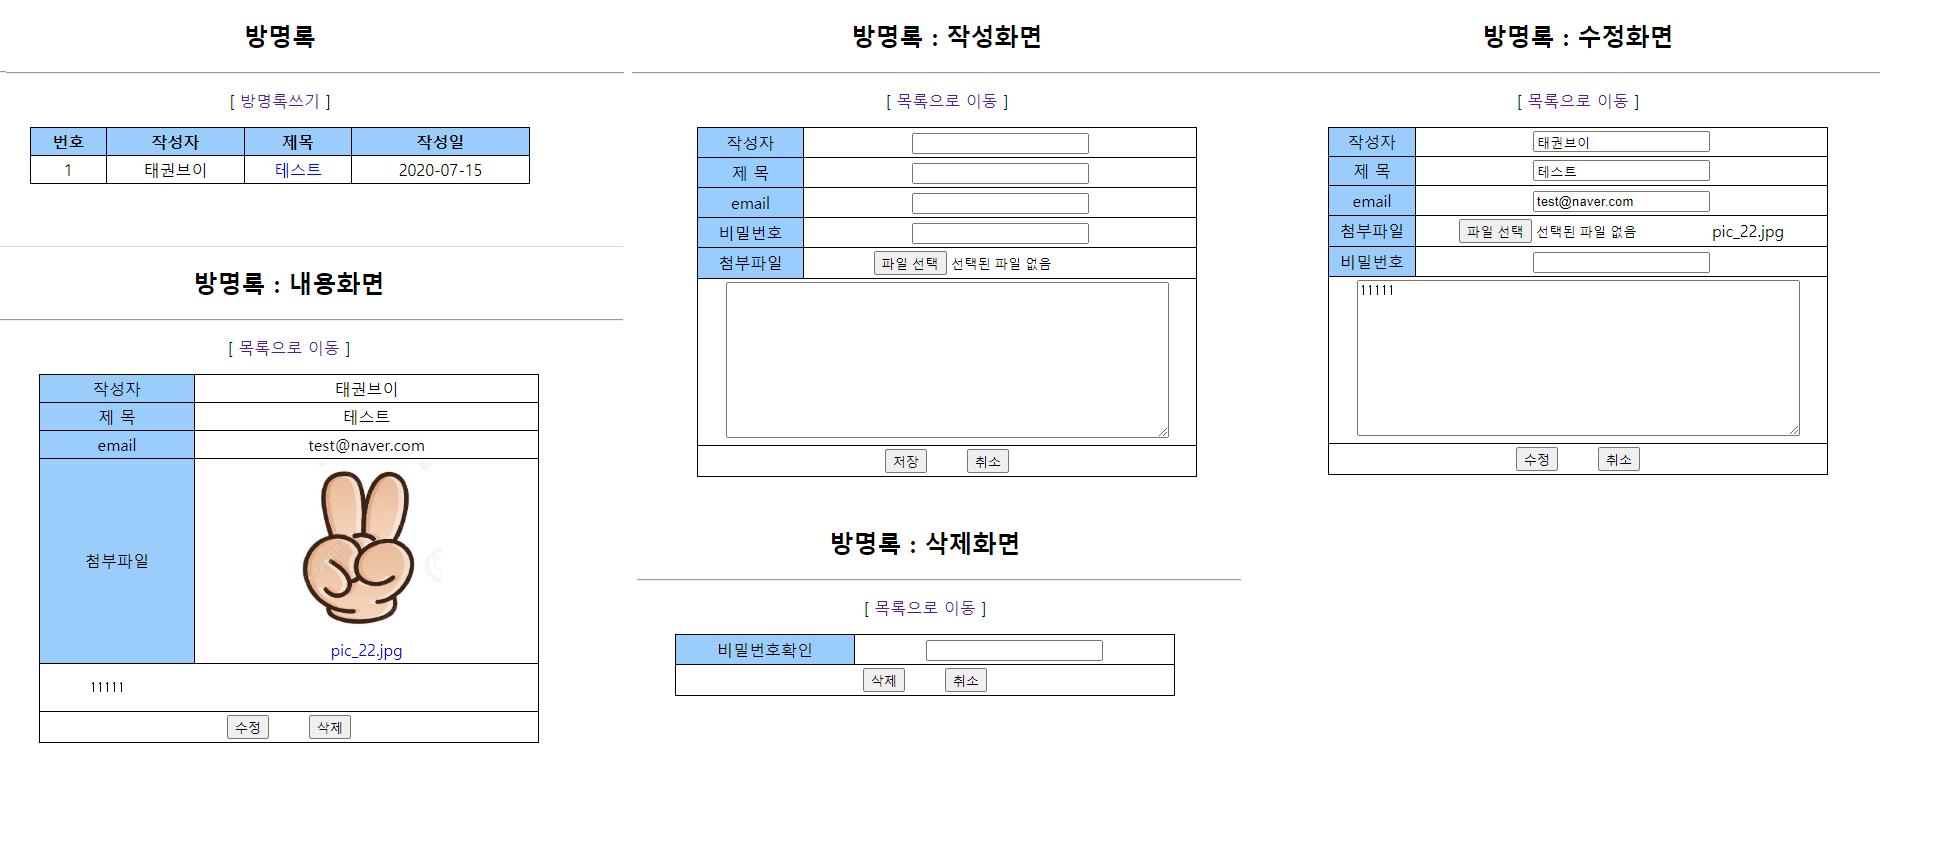 방명록
[ 방명록쓰기 ]
번호 작성자 제목 작성일
1 태권브이 테스트 2020-07-15
방명록 : 내용화면
[ 목록으로 이동 ]
작성자 태권브이
제 목 테스트
email test@naver.com
첨부파일
pic_22.jpg
11111
수정 삭제
방명록 : 작성화면
[ 목록으로 이동 ]
작성자
제 목
email
비밀번호
첨부파일 파일 선택 선택된 파일 없음
저장 취소
방명록 : 삭제화면
[ 목록으로 이동 ]
비밀번호확인
삭제 취소
방명록 : 수정화면
[ 목록으로 이동 ]
작성자 태권브이
제 목 테스트
email test@naver.com
첨부파일 파일 선택 선택된 파일 없음 pic_22.jpg
비밀번호
11111
수정 취소